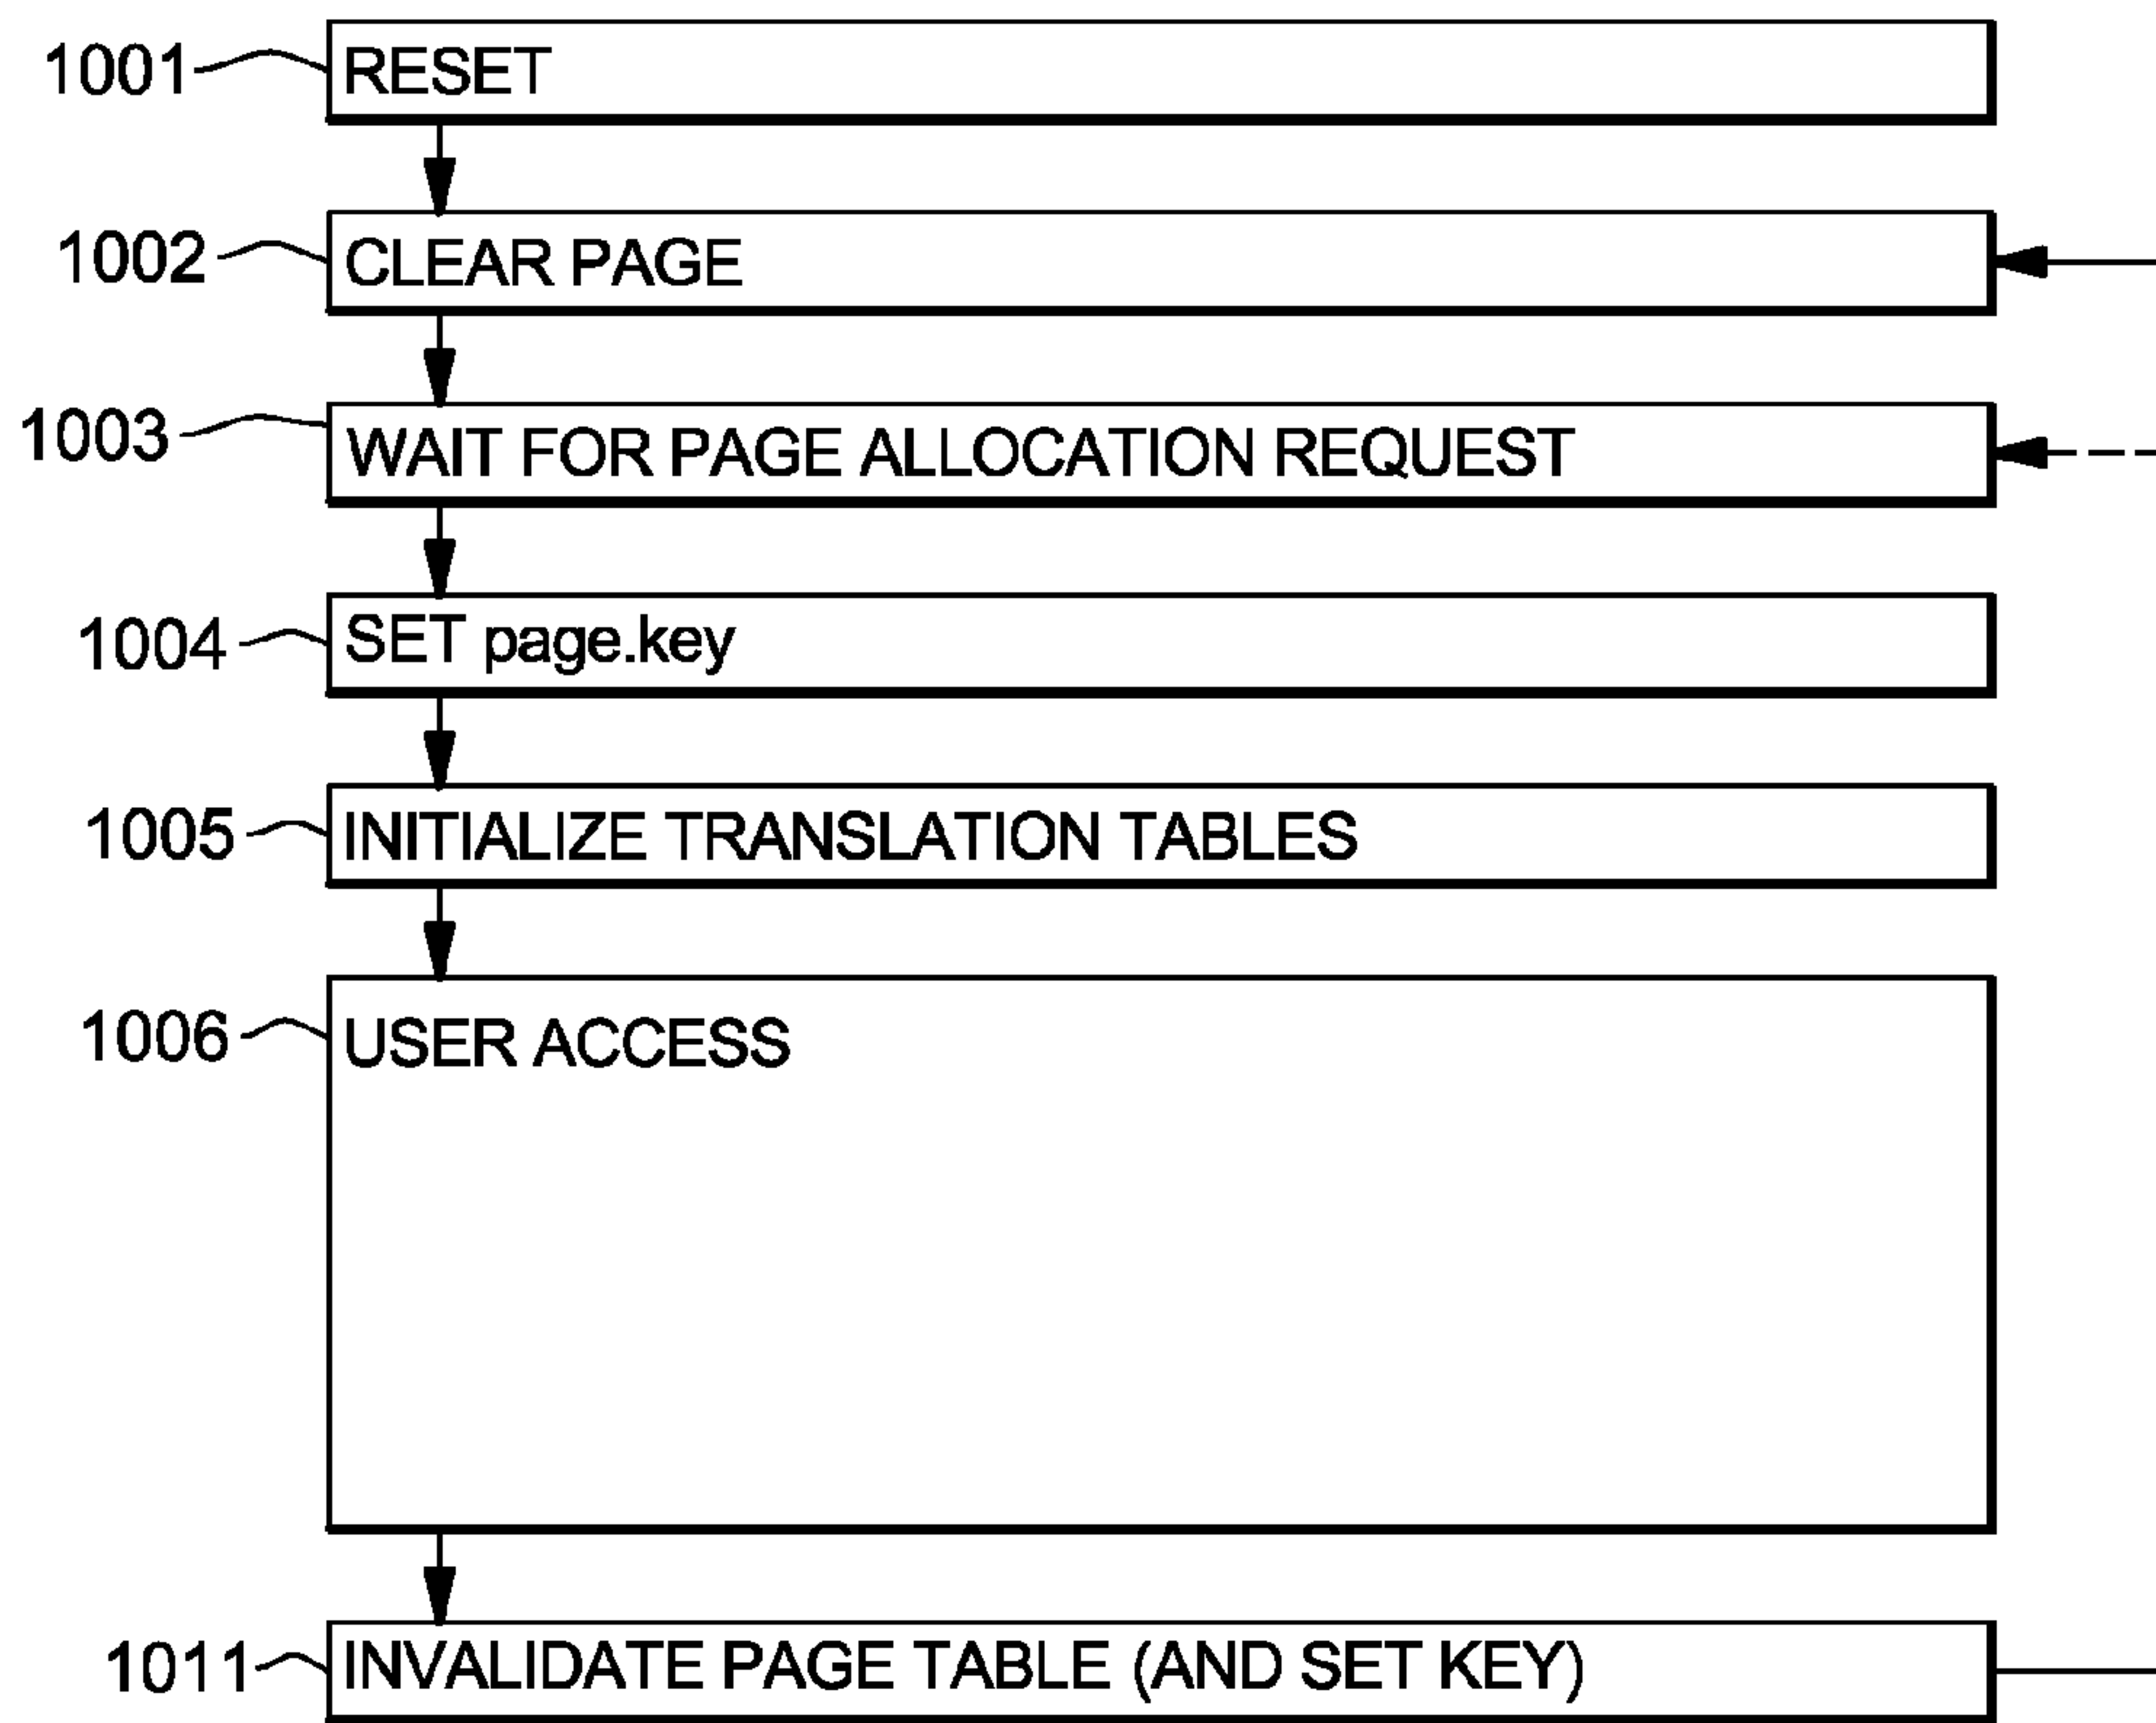 1001 RESET
1002 CLEAR PAGE
1003 WAIT FOR PAGE ALLOCATION REQUEST
1004 SET page.key
1005 INITIALIZE TRANSLATION TABLES
1006 USER ACCESS
1011 INVALIDATE PAGE TABLE (AND SET KEY)